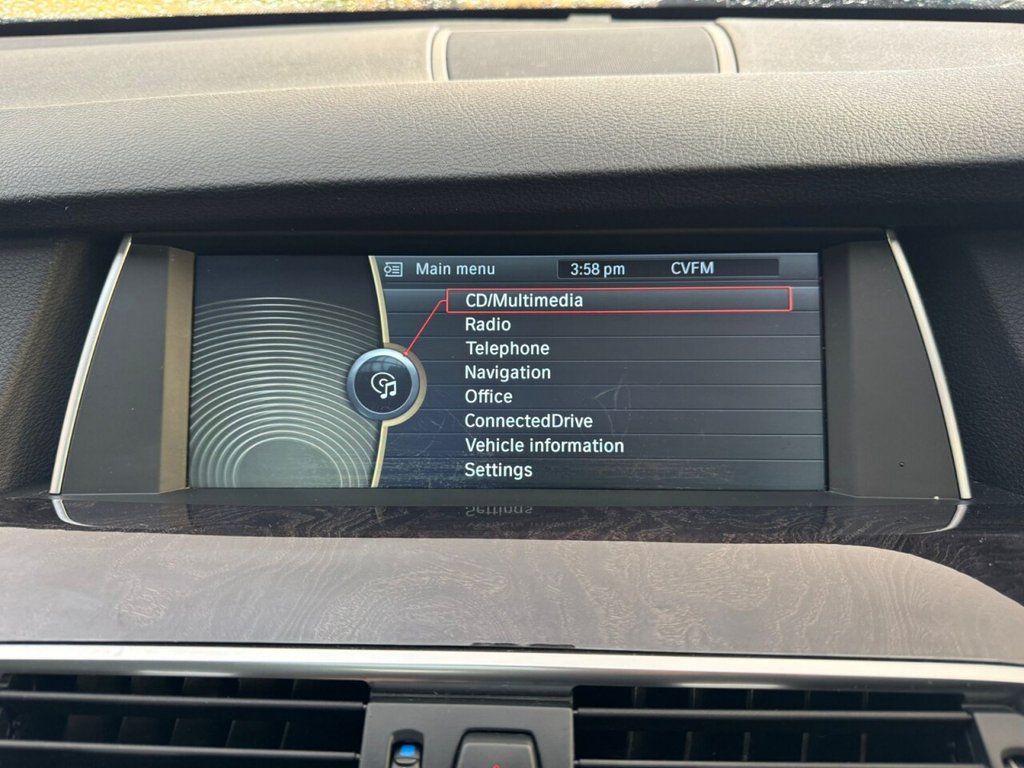 Main menu 3:58 pm CVFM
CD/Multimedia
Radio
Telephone
Navigation
Office
ConnectedDrive
Vehicle information
Settings